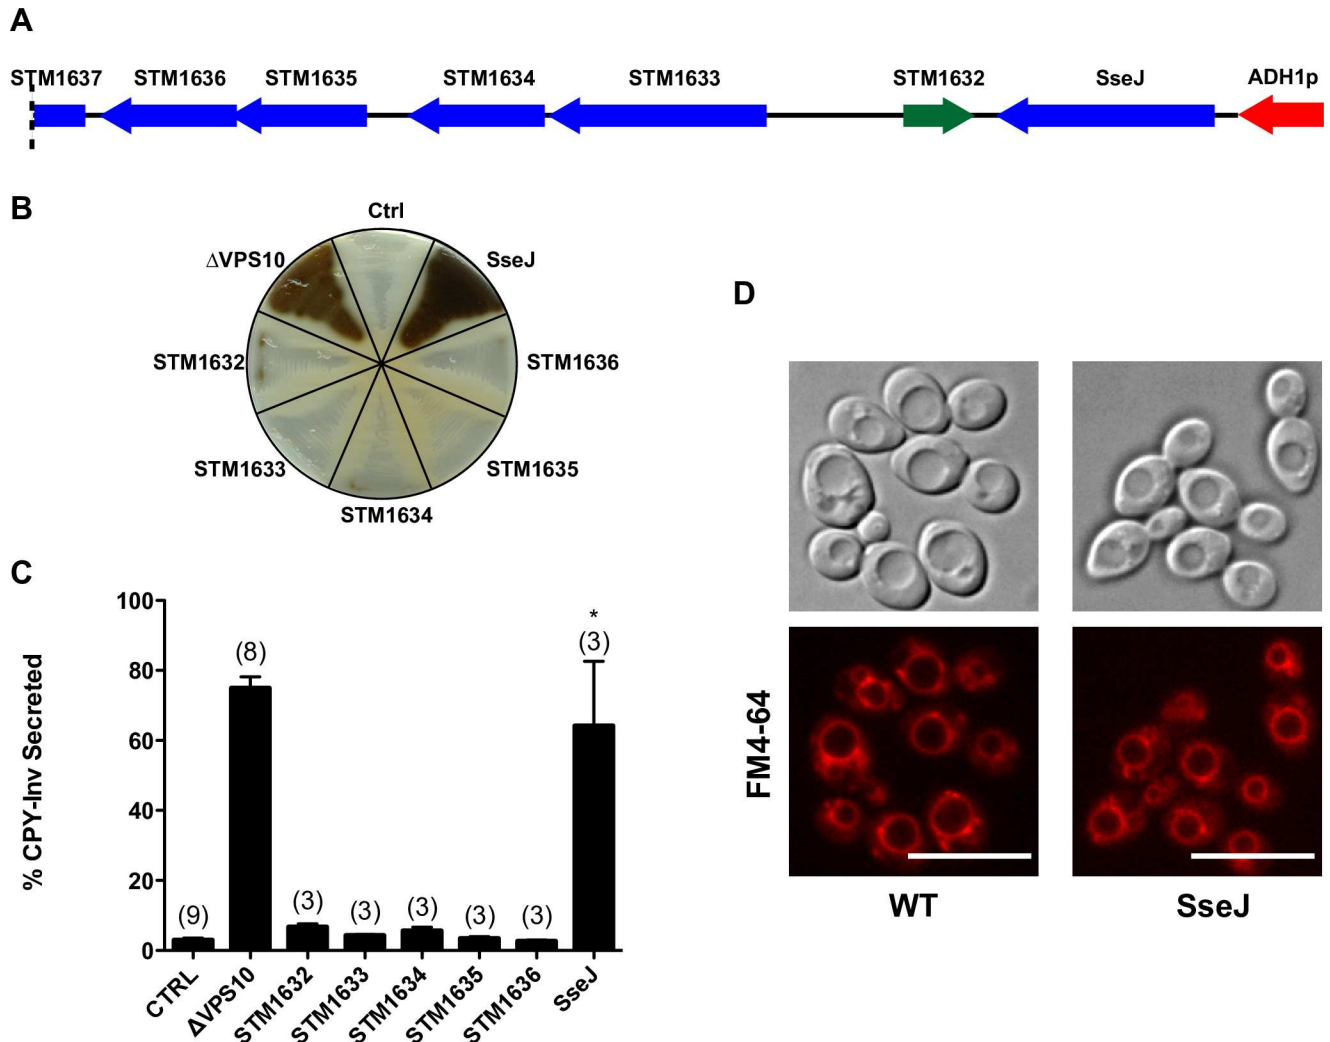 A
STM1637 STM1636 STM1635 STM1634 STM1633 STM1632 SseJ ADH1p
B
Ctrl
ΔVPS10 SseJ
STM1632 STM1636
STM1633 STM1635
STM1634
C
% CPY-Inv Secreted
100
80
60
40
20
0
(9) (8) (3) (3) (3) (3) (3) (3) *
CTRL ΔVPS10 STM1632 STM1633 STM1634 STM1635 STM1636 SseJ
D
FM4-64
WT SseJ